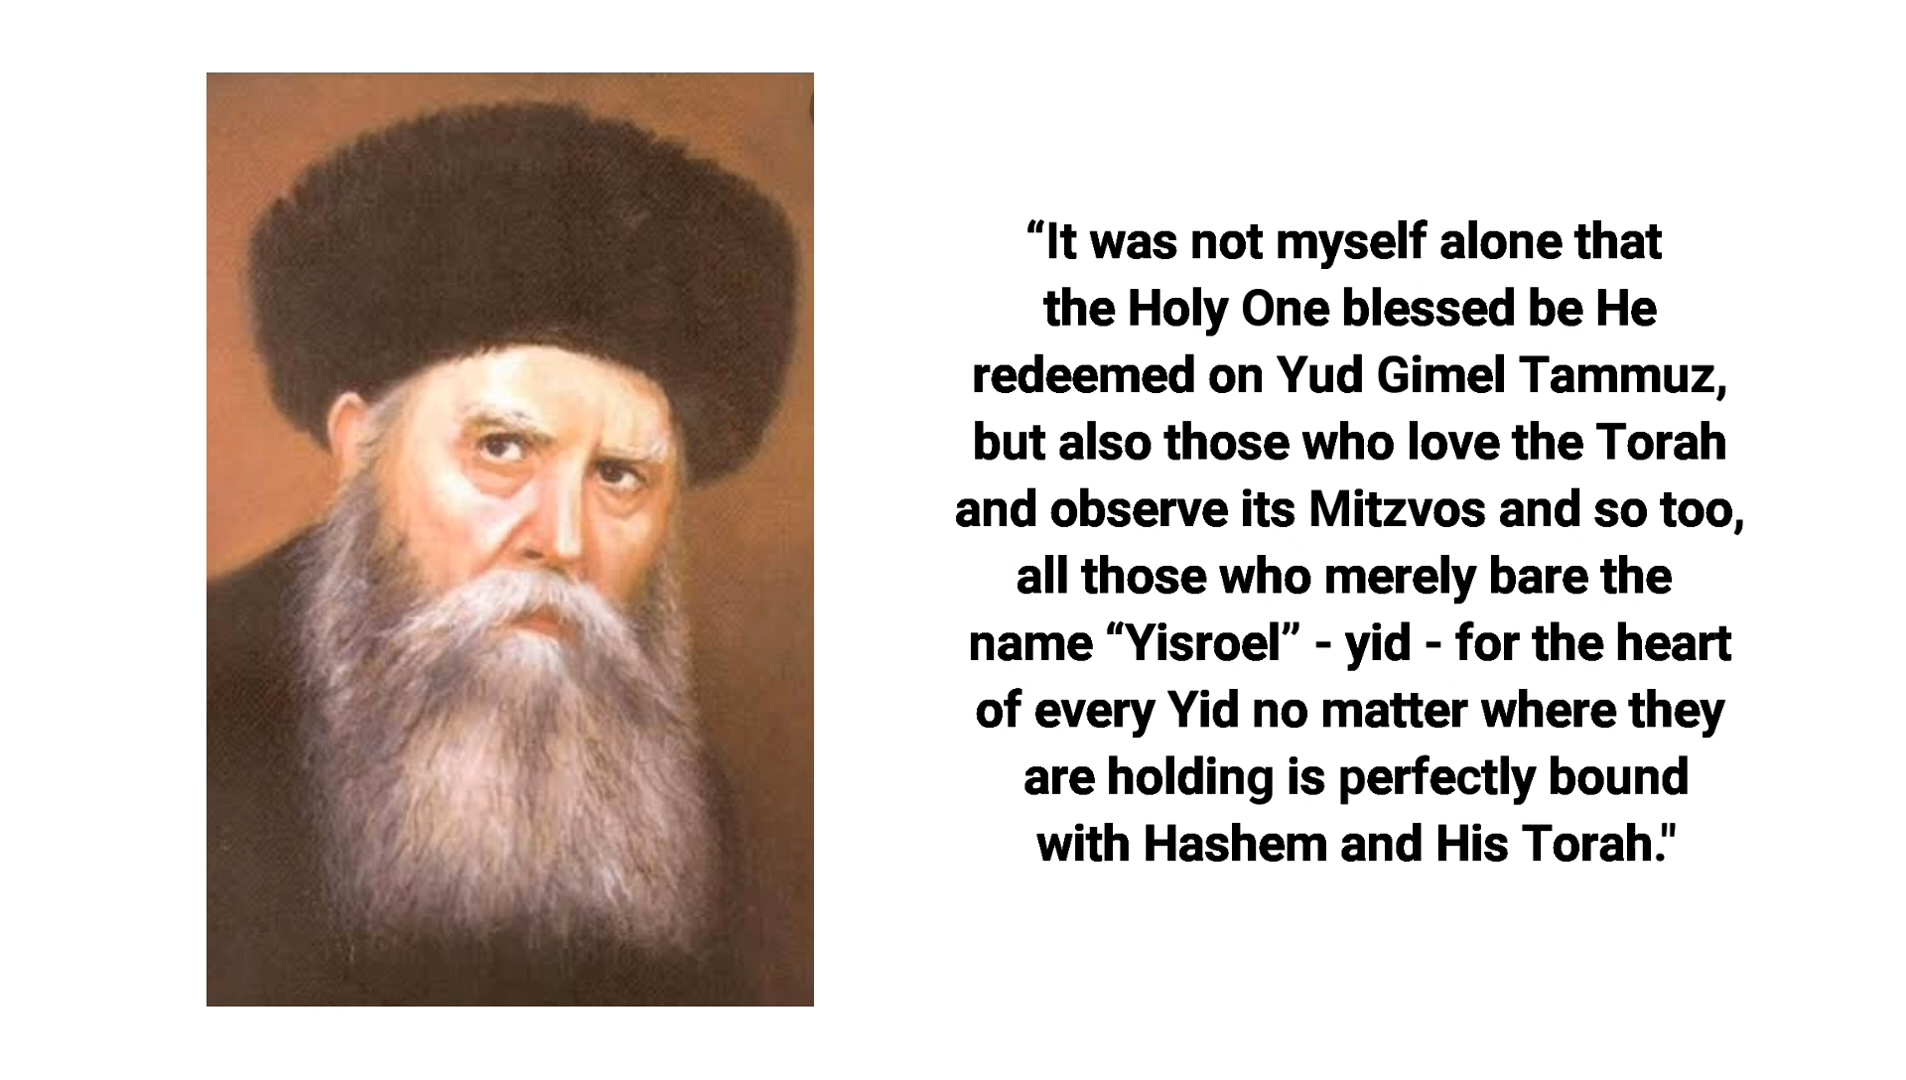 “It was not myself alone that
the Holy One blessed be He
redeemed on Yud Gimel Tammuz,
but also those who love the Torah
and observe its Mitzvos and so too,
all those who merely bare the
name “Yisroel” - yid - for the heart
of every Yid no matter where they
are holding is perfectly bound
with Hashem and His Torah."